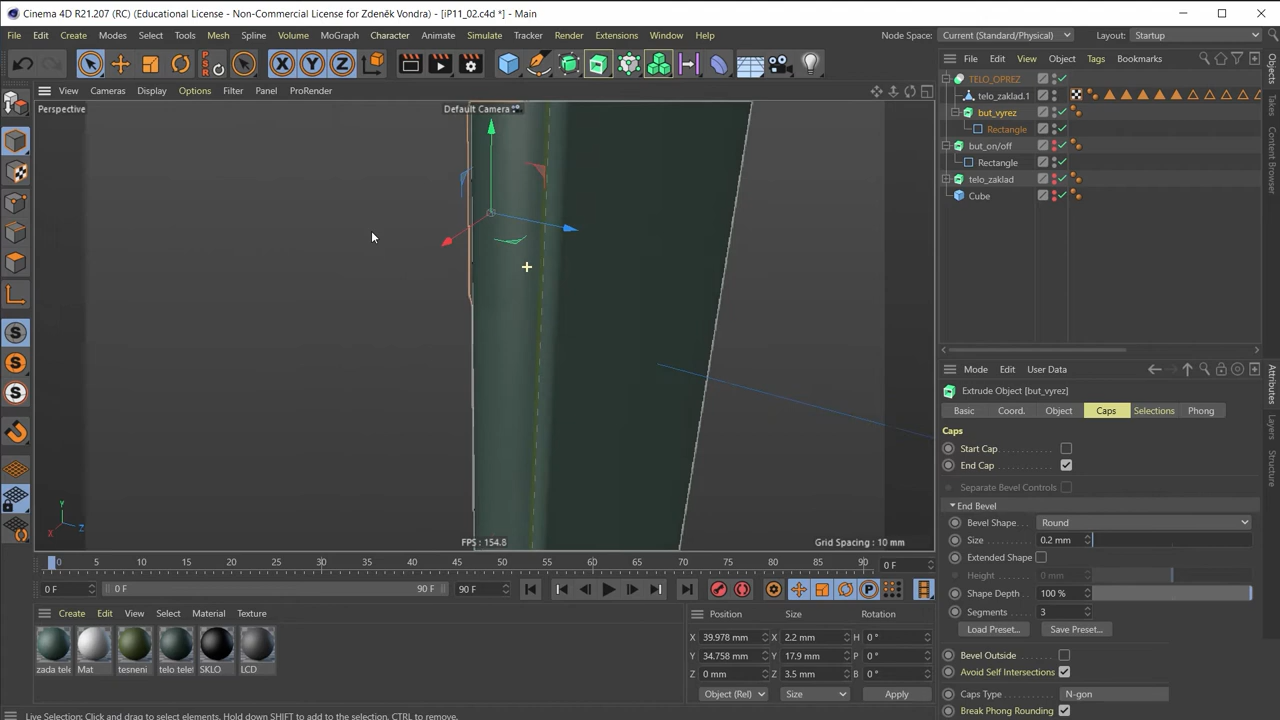 Cinema 4D R21.207 (RC) (Educational License - Non-Commercial License for Zdeněk Vondra) - [iP11_02.c4d *] - Main
File Edit Create Modes Select Tools Mesh Spline Volume MoGraph Character Animate Simulate Tracker Render Extensions Window Help Node Space: Current (Standard/Physical) Layout: Startup
PSR
X Y Z
File Edit View Object Tags Bookmarks
View Cameras Display Options Filter Panel ProRender
Perspective
Default Camera
TELO_OPREZ
telo_zaklad.1
but_vyrez
Rectangle
but_on/off
Rectangle
telo_zaklad
Cube
Objects
Takes
Content Browser
Mode Edit User Data
Extrude Object [but_vyrez]
Basic Coord. Object Caps Selections Phong
Caps
Start Cap
End Cap
Separate Bevel Controls
End Bevel
Bevel Shape Round
Size 0.2 mm
Extended Shape
Height 0 mm
Shape Depth 100 %
Segments 3
Load Preset... Save Preset...
Bevel Outside
Avoid Self Intersections
Caps Type N-gon
Break Phong Rounding
Attributes
Layers
Structure
Y
X Z
FPS : 154.8
Grid Spacing : 10 mm
0 5 10 15 20 25 30 35 40 45 50 55 60 65 70 75 80 85 90 0 F
0 F 0 F 90 F 90 F
Create Edit View Select Material Texture
zada tele Mat tesneni telo telef SKLO LCD
Position Size Rotation
X 39.978 mm X 2.2 mm H 0 °
Y 34.758 mm Y 17.9 mm P 0 °
Z 0 mm Z 3.5 mm B 0 °
Object (Rel) Size Apply
Live Selection: Click and drag to select elements. Hold down SHIFT to add to the selection, CTRL to remove.